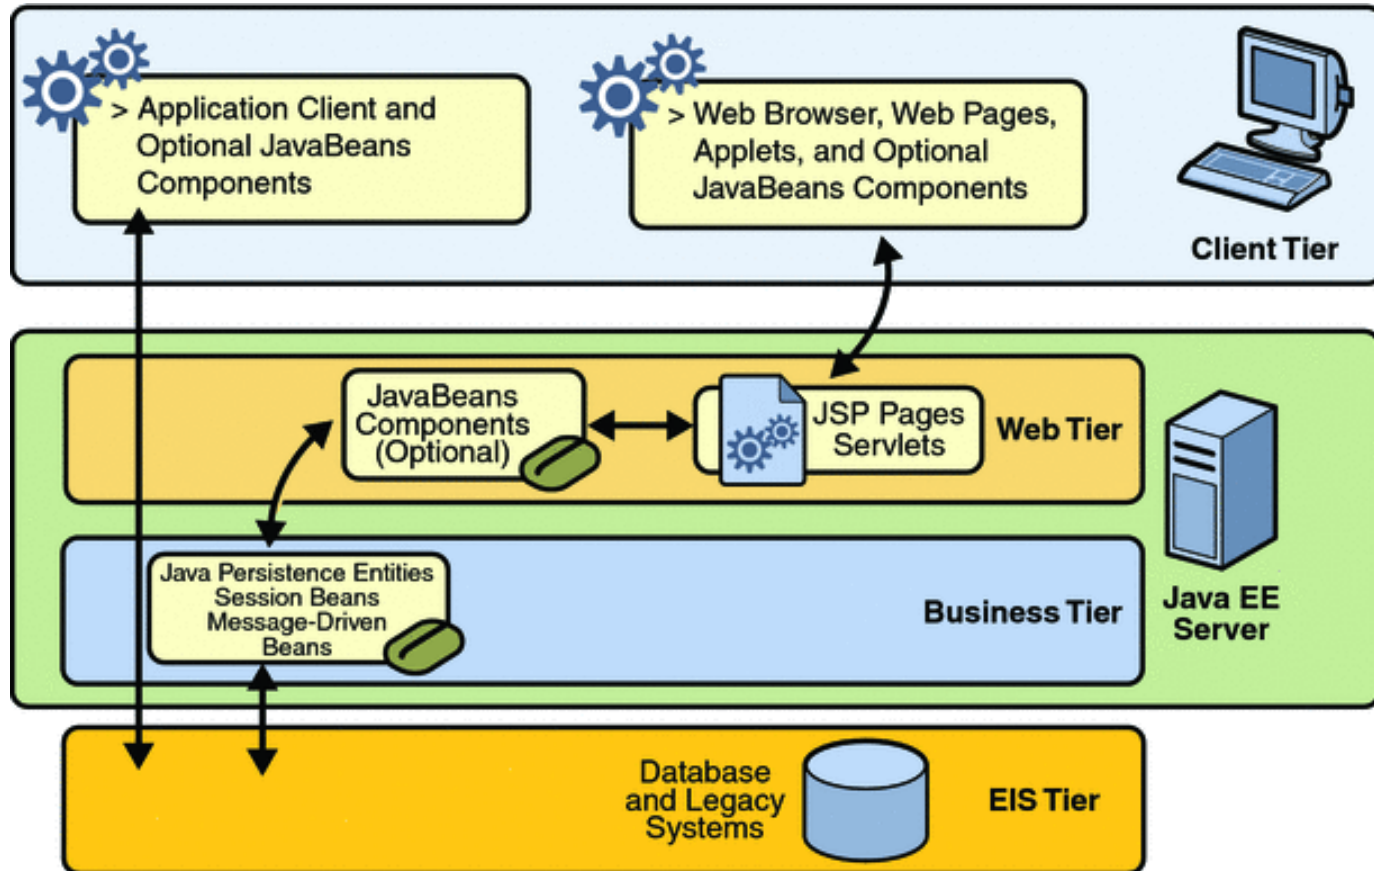 > Application Client and
Optional JavaBeans
Components
> Web Browser, Web Pages,
Applets, and Optional
JavaBeans Components
Client Tier
JavaBeans
Components
(Optional)
JSP Pages
Servlets
Web Tier
Java Persistence Entities
Session Beans
Message-Driven
Beans
Business Tier
Java EE
Server
Database
and Legacy
Systems
EIS Tier